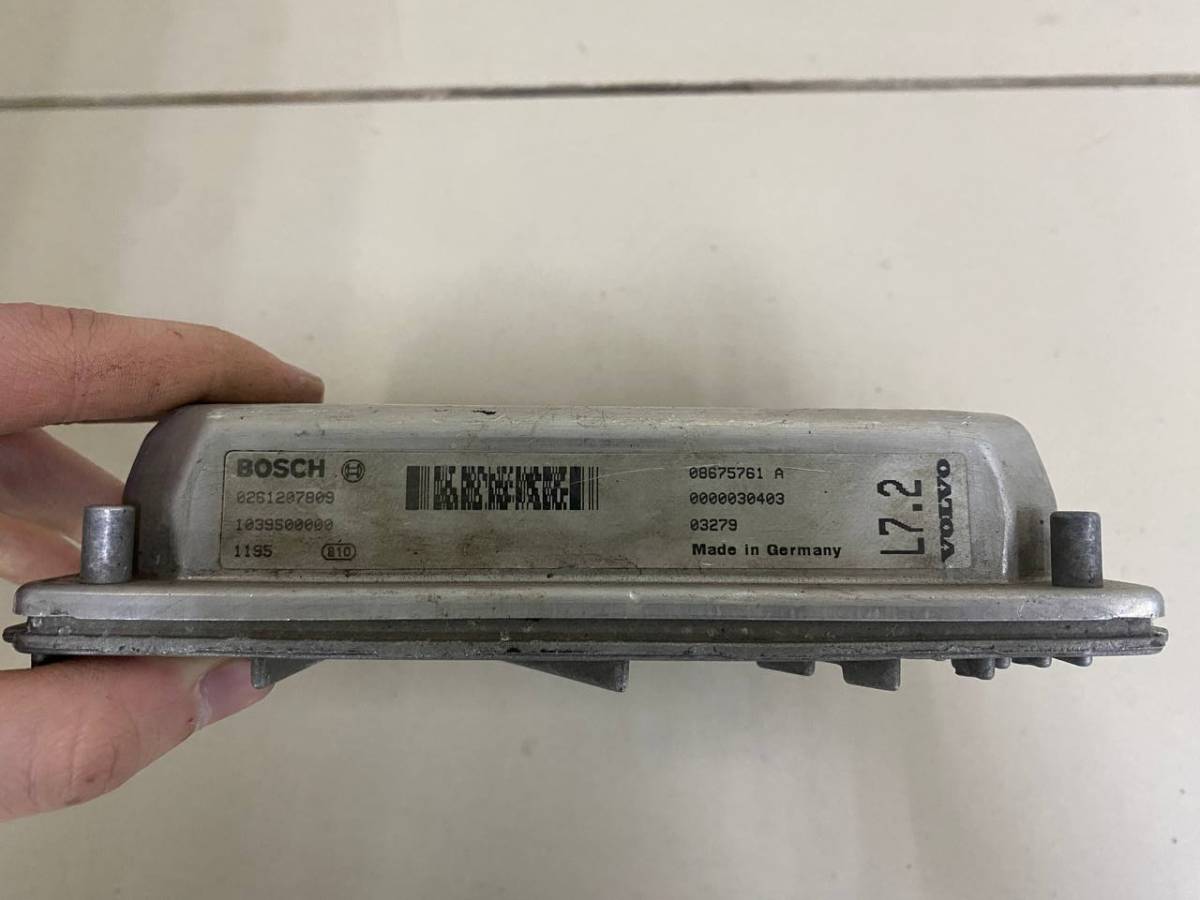 BOSCH
0261207809
1039S00000
1195 810
08675761 A
0000030403
03279
Made in Germany
L7.2
VOLVO